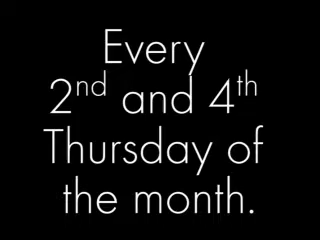 Every
2nd and 4th
Thursday of
the month.